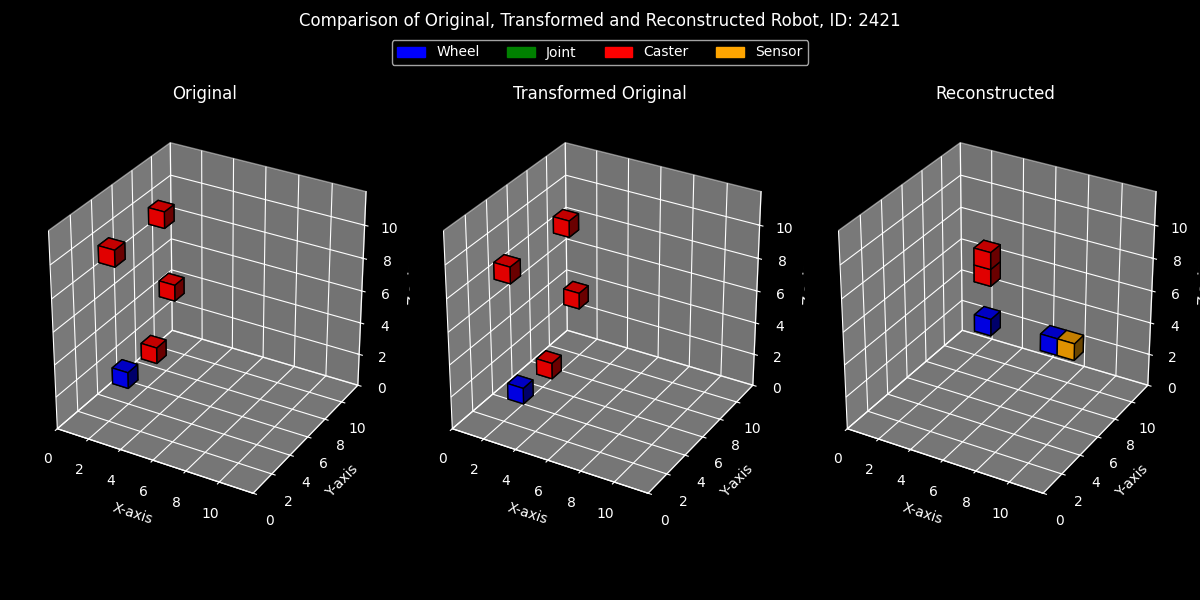 Comparison of Original, Transformed and Reconstructed Robot, ID: 2421
Wheel Joint Caster Sensor
Original
Transformed Original
Reconstructed
0 2 4 6 8 10
X-axis
0 2 4 6 8 10
Y-axis
0 2 4 6 8 10
0 2 4 6 8 10
X-axis
0 2 4 6 8 10
Y-axis
0 2 4 6 8 10
0 2 4 6 8 10
X-axis
0 2 4 6 8 10
Y-axis
0 2 4 6 8 10